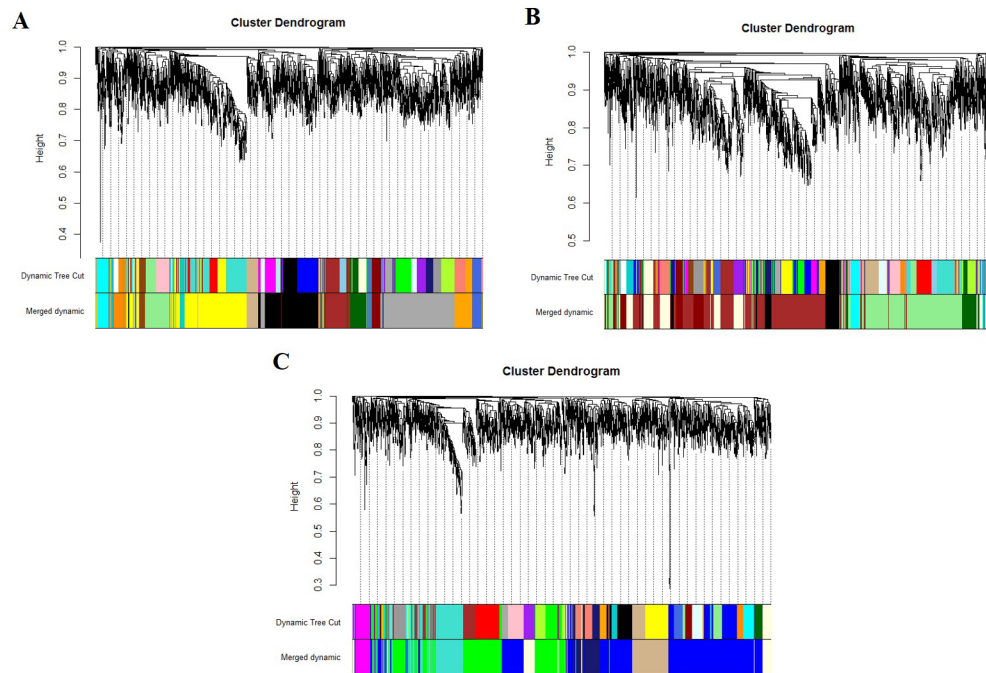 A
Cluster Dendrogram
Height
1.0
0.9
0.8
0.7
0.6
0.5
0.4
Dynamic Tree Cut
Merged dynamic
B
Cluster Dendrogram
Height
1.0
0.9
0.8
0.7
0.6
0.5
Dynamic Tree Cut
Merged dynamic
C
Cluster Dendrogram
Height
1.0
0.9
0.8
0.7
0.6
0.5
0.4
0.3
Dynamic Tree Cut
Merged dynamic